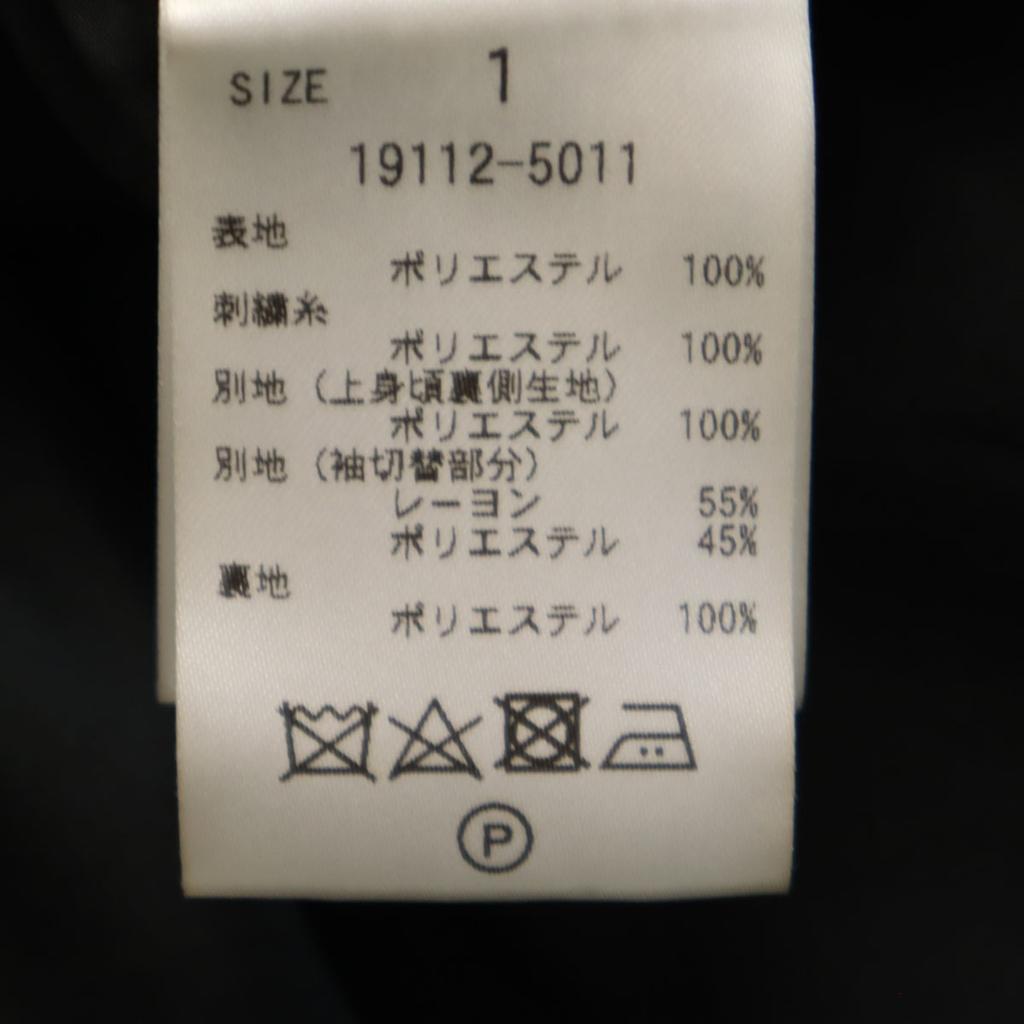 SIZE 1
19112-5011
表地
ポリエステル 100%
刺繍糸
ポリエステル 100%
別地(上身頃裏側生地)
ポリエステル 100%
別地(袖切替部分)
レーヨン 55%
ポリエステル 45%
裏地
ポリエステル 100%
P